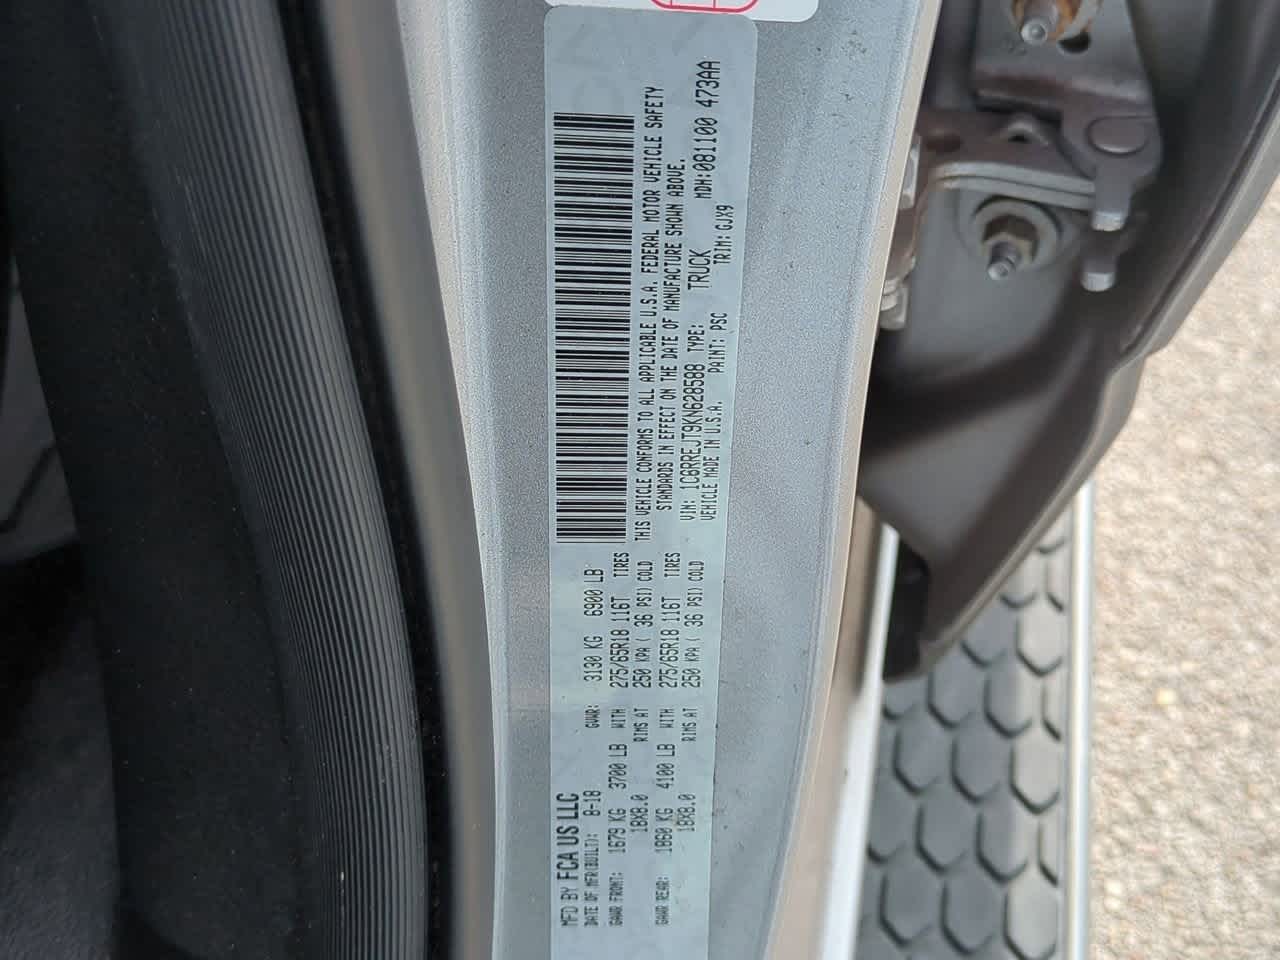 MFD BY FCA US LLC
DATE OF MFR(BUILT): 8-18 GVWR: 3130 KG 6900 LB
GAWR FRONT: 1679 KG 3700 LB WITH 275/65R18 116T TIRES
18X8.0 RIMS AT 250 KPA ( 36 PSI) COLD
GAWR REAR: 1860 KG 4100 LB WITH 275/65R18 116T TIRES
18X8.0 RIMS AT 250 KPA ( 36 PSI) COLD
THIS VEHICLE CONFORMS TO ALL APPLICABLE U.S.A. FEDERAL MOTOR VEHICLE SAFETY
STANDARDS IN EFFECT ON THE DATE OF MANUFACTURE SHOWN ABOVE.
VIN: 1C6RREJT9KN628588 TYPE: TRUCK MDH:081100 473AA
VEHICLE MADE IN U.S.A. PAINT: PSC TRIM: GJX9